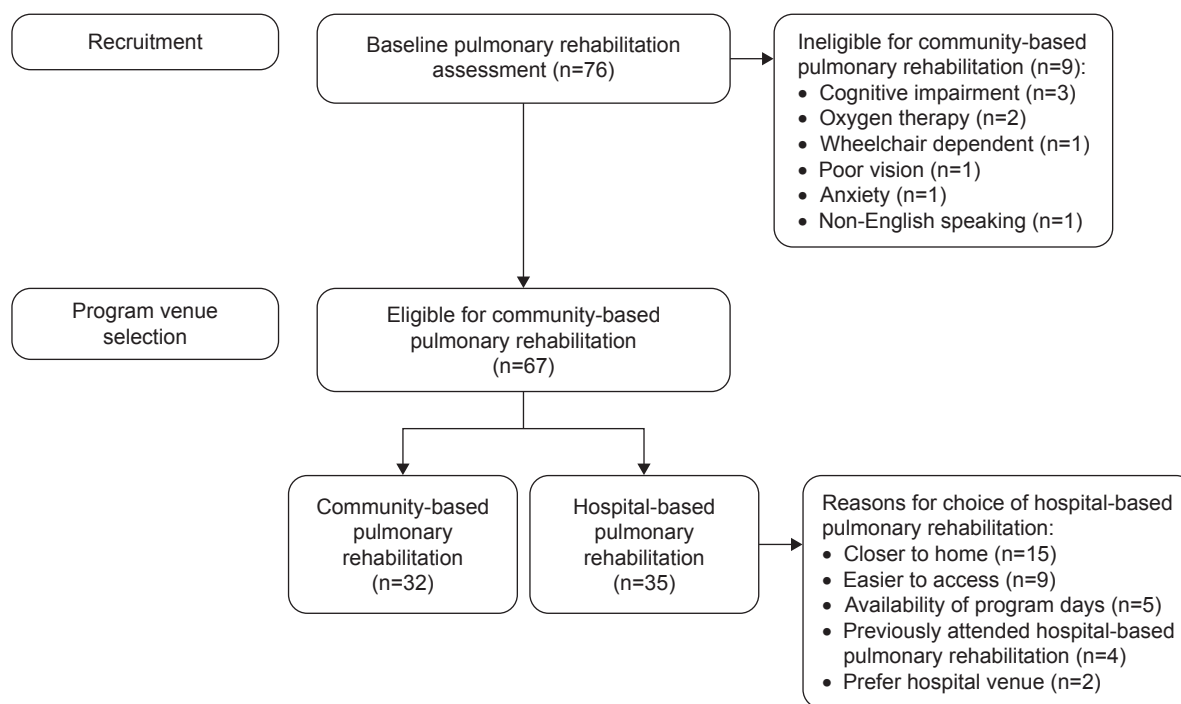 Recruitment
Baseline pulmonary rehabilitation
assessment (n=76)
Ineligible for community-based
pulmonary rehabilitation (n=9):
• Cognitive impairment (n=3)
• Oxygen therapy (n=2)
• Wheelchair dependent (n=1)
• Poor vision (n=1)
• Anxiety (n=1)
• Non-English speaking (n=1)
Program venue
selection
Eligible for community-based
pulmonary rehabilitation
(n=67)
Community-based
pulmonary
rehabilitation
(n=32)
Hospital-based
pulmonary
rehabilitation
(n=35)
Reasons for choice of hospital-based
pulmonary rehabilitation:
• Closer to home (n=15)
• Easier to access (n=9)
• Availability of program days (n=5)
• Previously attended hospital-based
pulmonary rehabilitation (n=4)
• Prefer hospital venue (n=2)